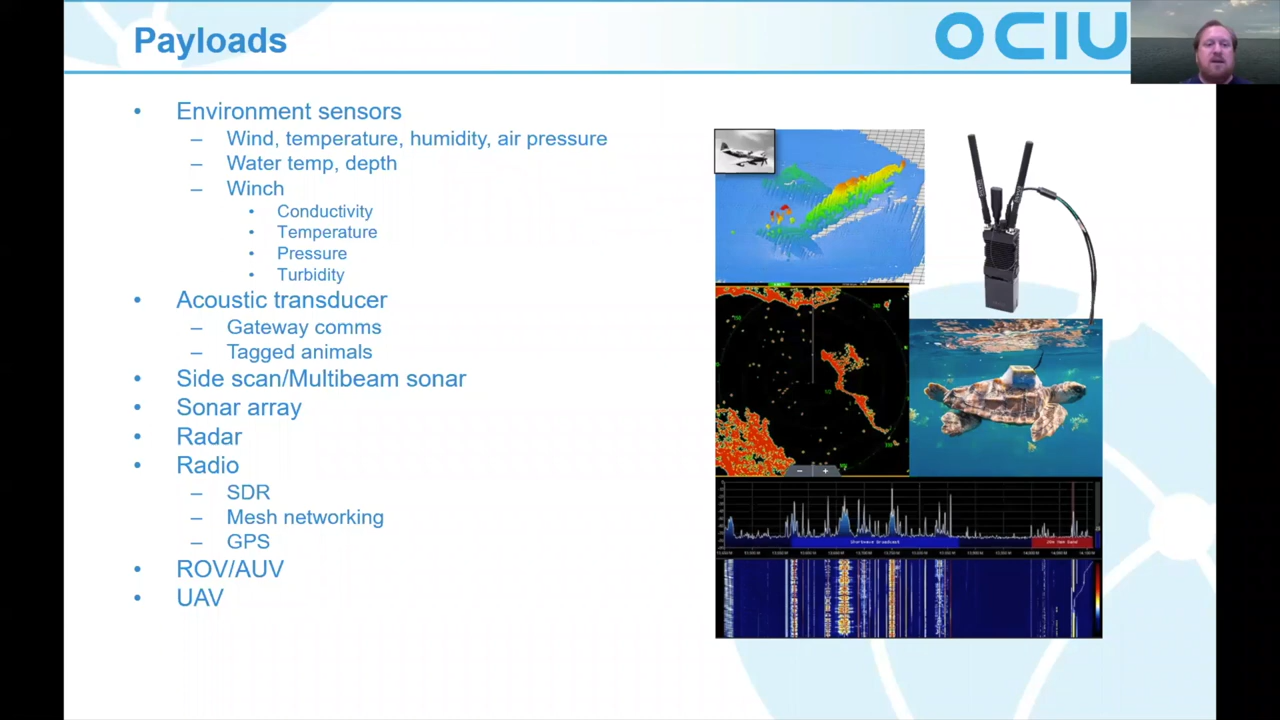 Payloads
OCIU
• Environment sensors
– Wind, temperature, humidity, air pressure
– Water temp, depth
– Winch
• Conductivity
• Temperature
• Pressure
• Turbidity
• Acoustic transducer
– Gateway comms
– Tagged animals
• Side scan/Multibeam sonar
• Sonar array
• Radar
• Radio
– SDR
– Mesh networking
– GPS
• ROV/AUV
• UAV
Shortwave Broadcast